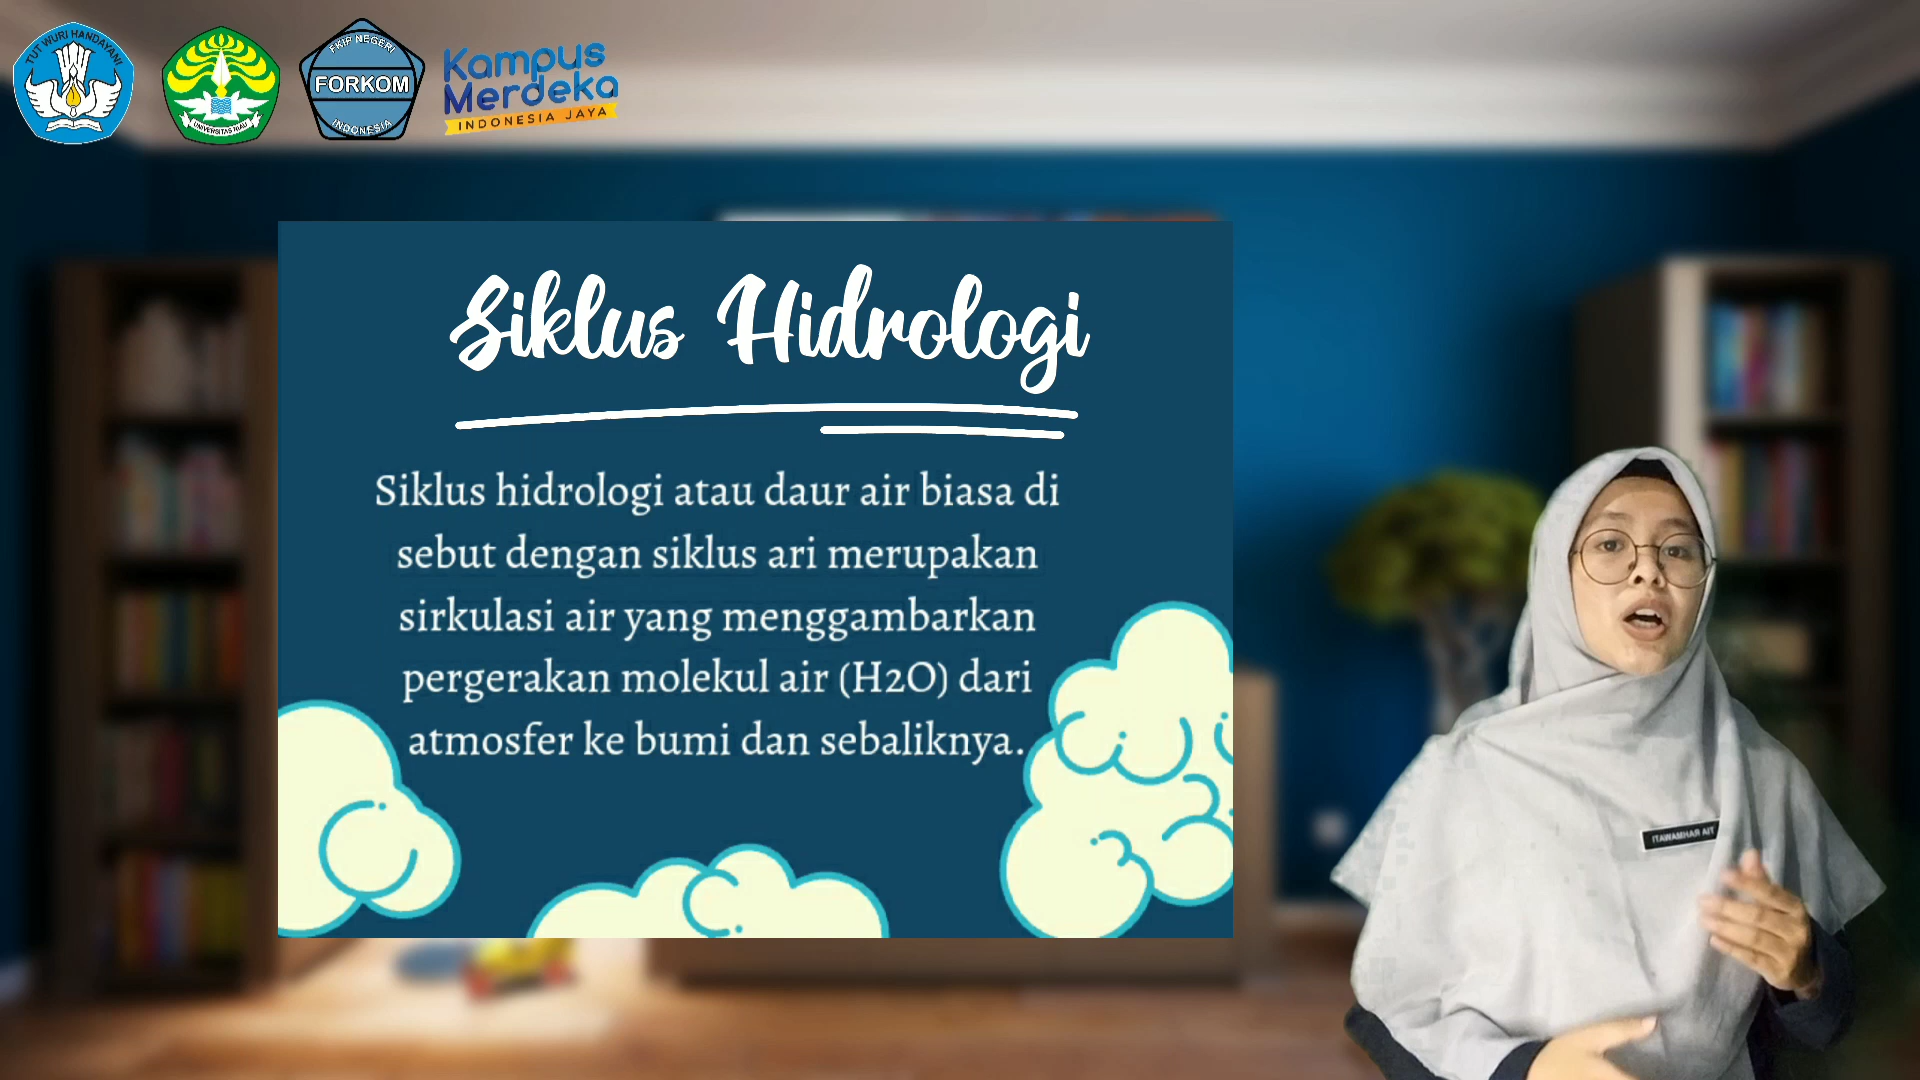 TUT WURI HANDAYANI
UNIVERSITAS RIAU
FKIP NEGERI
FORKOM
INDONESIA
Kampus
Merdeka
INDONESIA JAYA
Siklus Hidrologi
Siklus hidrologi atau daur air biasa di
sebut dengan siklus ari merupakan
sirkulasi air yang menggambarkan
pergerakan molekul air (H2O) dari
atmosfer ke bumi dan sebaliknya.
TIA RAHMAWATI